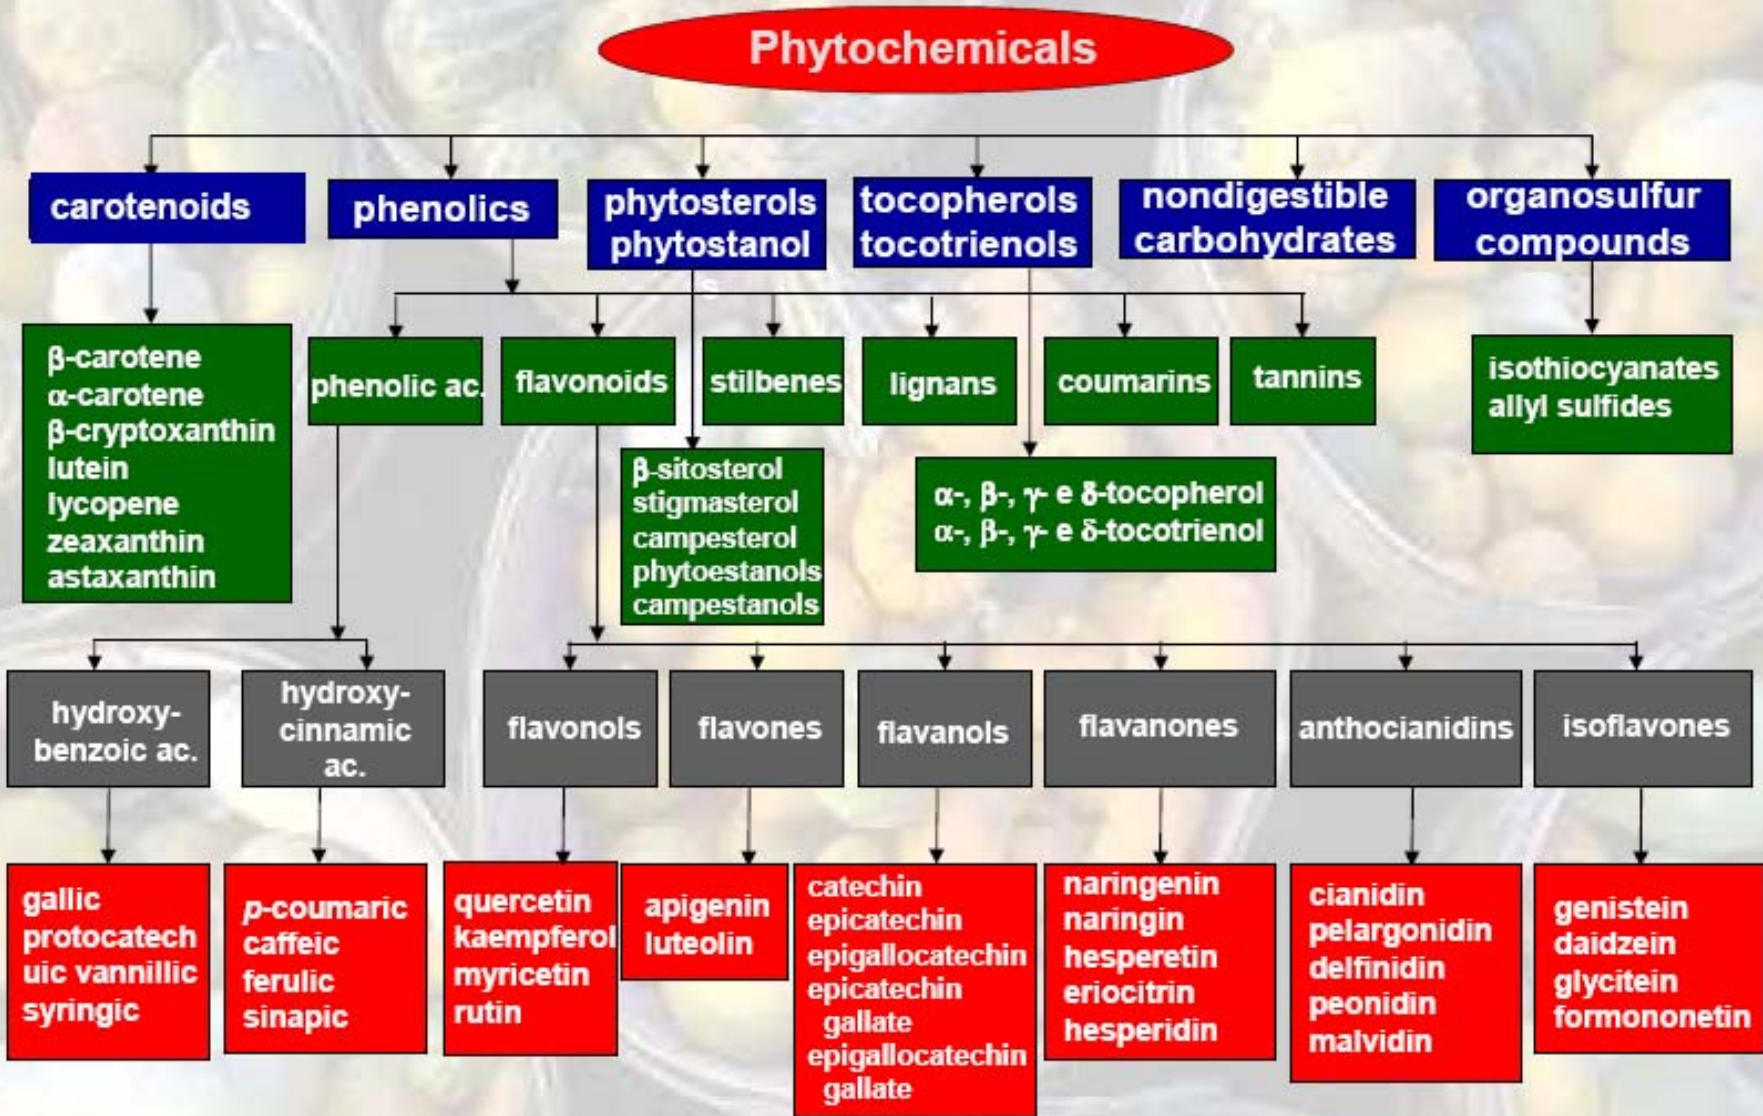 Phytochemicals
carotenoids
phenolics
phytosterols
phytostanol
s
tocopherols
tocotrienols
nondigestible
carbohydrates
organosulfur
compounds
β-carotene
α-carotene
β-cryptoxanthin
lutein
lycopene
zeaxanthin
astaxanthin
phenolic ac.
flavonoids
stilbenes
lignans
coumarins
tannins
isothiocyanates
allyl sulfides
β-sitosterol
stigmasterol
campesterol
phytoestanols
campestanols
α-, β-, γ- e δ-tocopherol
α-, β-, γ- e δ-tocotrienol
hydroxy-
benzoic ac.
hydroxy-
cinnamic
ac.
flavonols
flavones
flavanols
flavanones
anthocianidins
isoflavones
gallic
protocatech
uic vannillic
syringic
p-coumaric
caffeic
ferulic
sinapic
quercetin
kaempferol
myricetin
rutin
apigenin
luteolin
catechin
epicatechin
epigallocatechin
epicatechin
gallate
epigallocatechin
gallate
naringenin
naringin
hesperetin
eriocitrin
hesperidin
cianidin
pelargonidin
delfinidin
peonidin
malvidin
genistein
daidzein
glycitein
formononetin